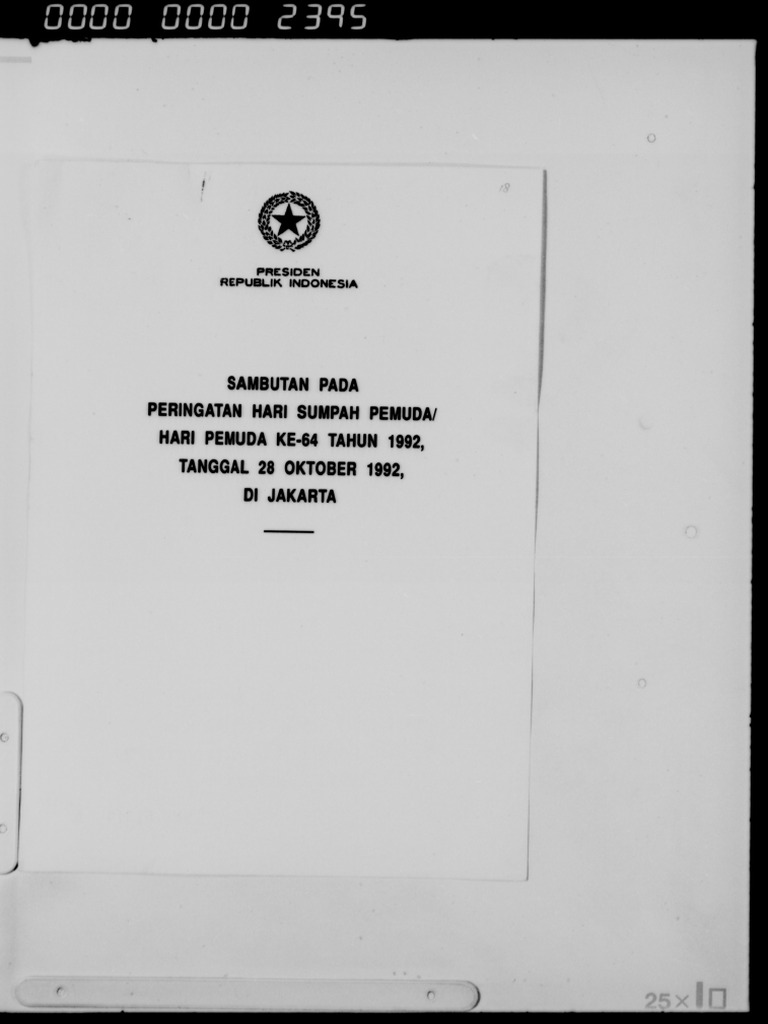 0000 0000 2395
18
PRESIDEN
REPUBLIK INDONESIA
SAMBUTAN PADA
PERINGATAN HARI SUMPAH PEMUDA/
HARI PEMUDA KE-64 TAHUN 1992,
TANGGAL 28 OKTOBER 1992,
DI JAKARTA
25×